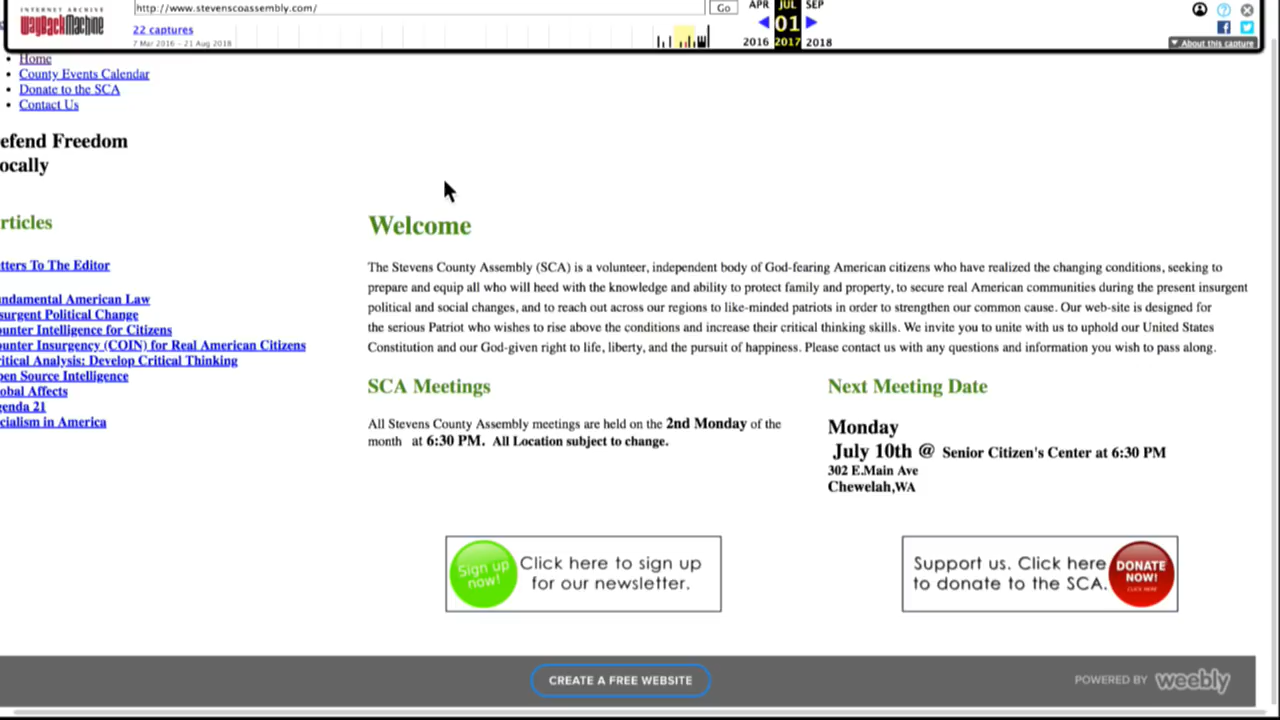 INTERNET ARCHIVE
WayBackMachine
http://www.stevenscoassembly.com/
Go
APR JUL SEP
22 captures
01
7 Mar 2016 – 21 Aug 2018
2016 2017 2018
About this capture
Home
County Events Calendar
Donate to the SCA
Contact Us
efend Freedom
ocally
rticles
tters To The Editor
undamental American Law
surgent Political Change
ounter Intelligence for Citizens
ounter Insurgency (COIN) for Real American Citizens
ritical Analysis: Develop Critical Thinking
pen Source Intelligence
obal Affects
genda 21
cialism in America
Welcome
The Stevens County Assembly (SCA) is a volunteer, independent body of God-fearing American citizens who have realized the changing conditions, seeking to
prepare and equip all who will heed with the knowledge and ability to protect family and property, to secure real American communities during the present insurgent
political and social changes, and to reach out across our regions to like-minded patriots in order to strengthen our common cause. Our web-site is designed for
the serious Patriot who wishes to rise above the conditions and increase their critical thinking skills. We invite you to unite with us to uphold our United States
Constitution and our God-given right to life, liberty, and the pursuit of happiness. Please contact us with any questions and information you wish to pass along.
SCA Meetings
All Stevens County Assembly meetings are held on the 2nd Monday of the
month at 6:30 PM. All Location subject to change.
Next Meeting Date
Monday
July 10th @ Senior Citizen's Center at 6:30 PM
302 E.Main Ave
Chewelah,WA
Sign up now!
Click here to sign up
for our newsletter.
Support us. Click here
to donate to the SCA.
DONATE
NOW!
CLICK HERE
CREATE A FREE WEBSITE
POWERED BY weebly